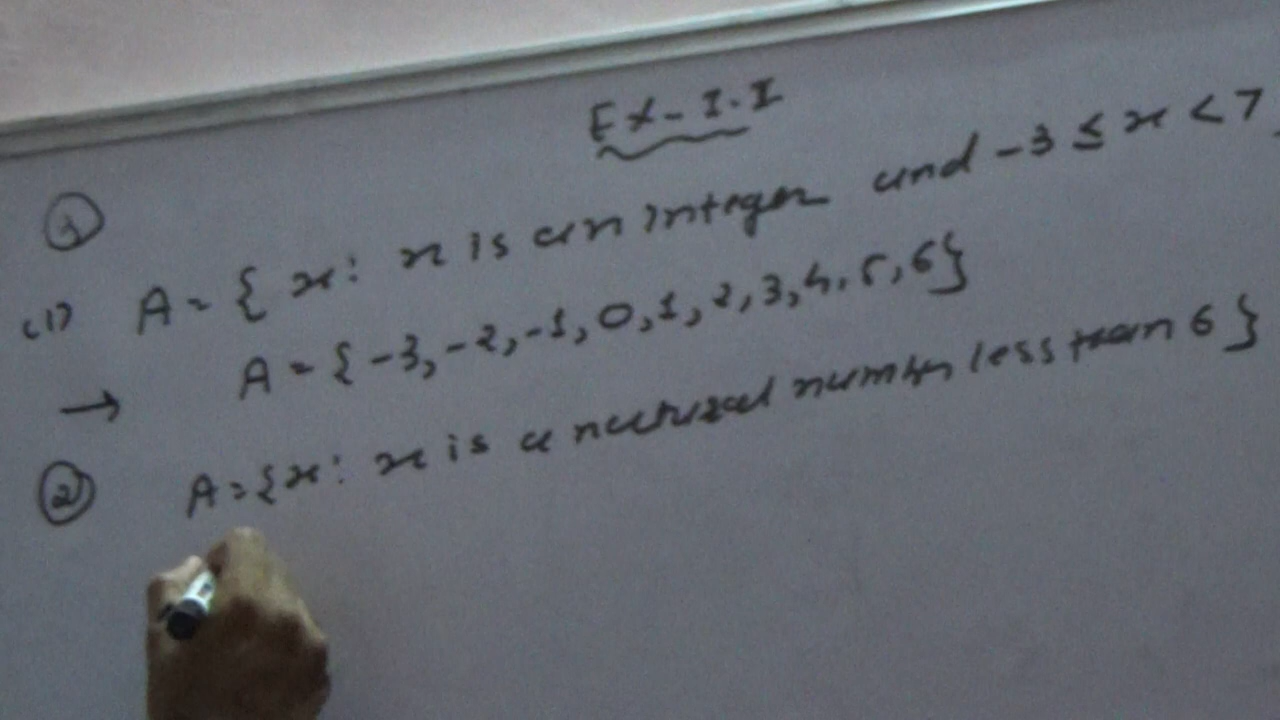 Ex-1.1
①
(1) A = { x : x is an integer and -3 ≤ x < 7
→ A = { -3, -2, -1, 0, 1, 2, 3, 4, 5, 6 }
② A = { x : x is a natural number less than 6 }